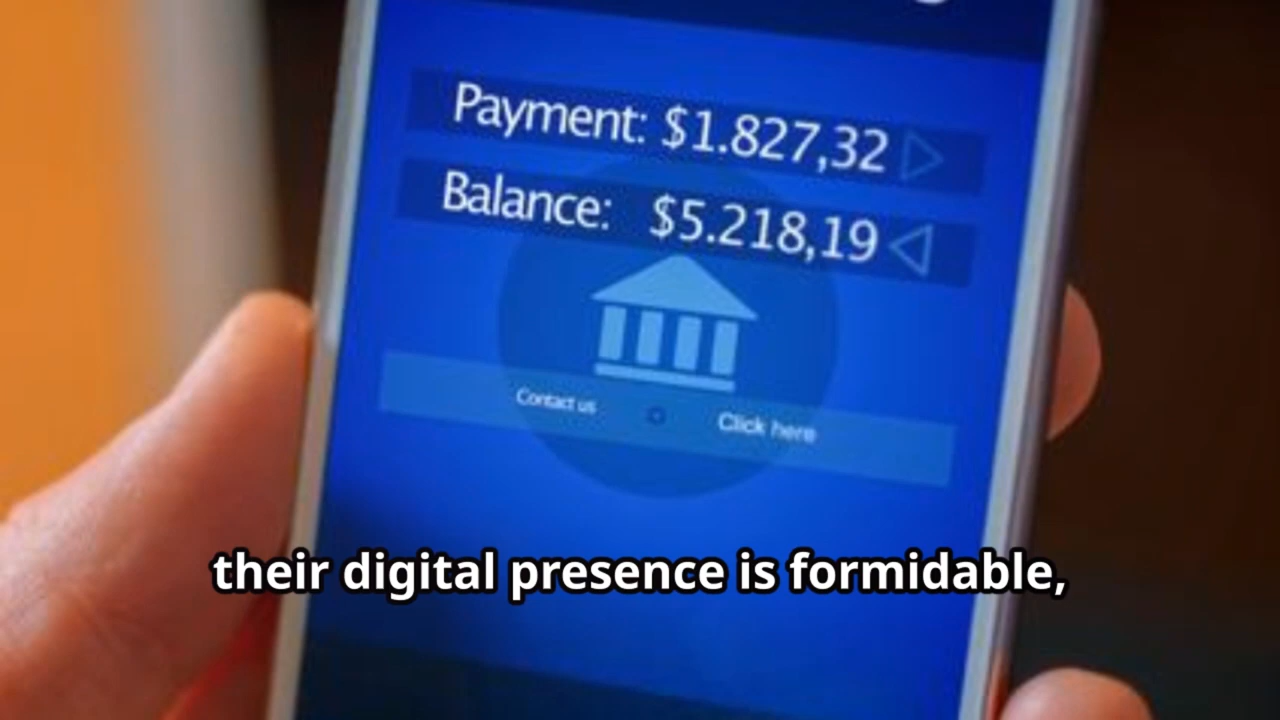 Payment: $1.827,32
Balance: $5.218,19
Contact us
Click here
their digital presence is formidable,